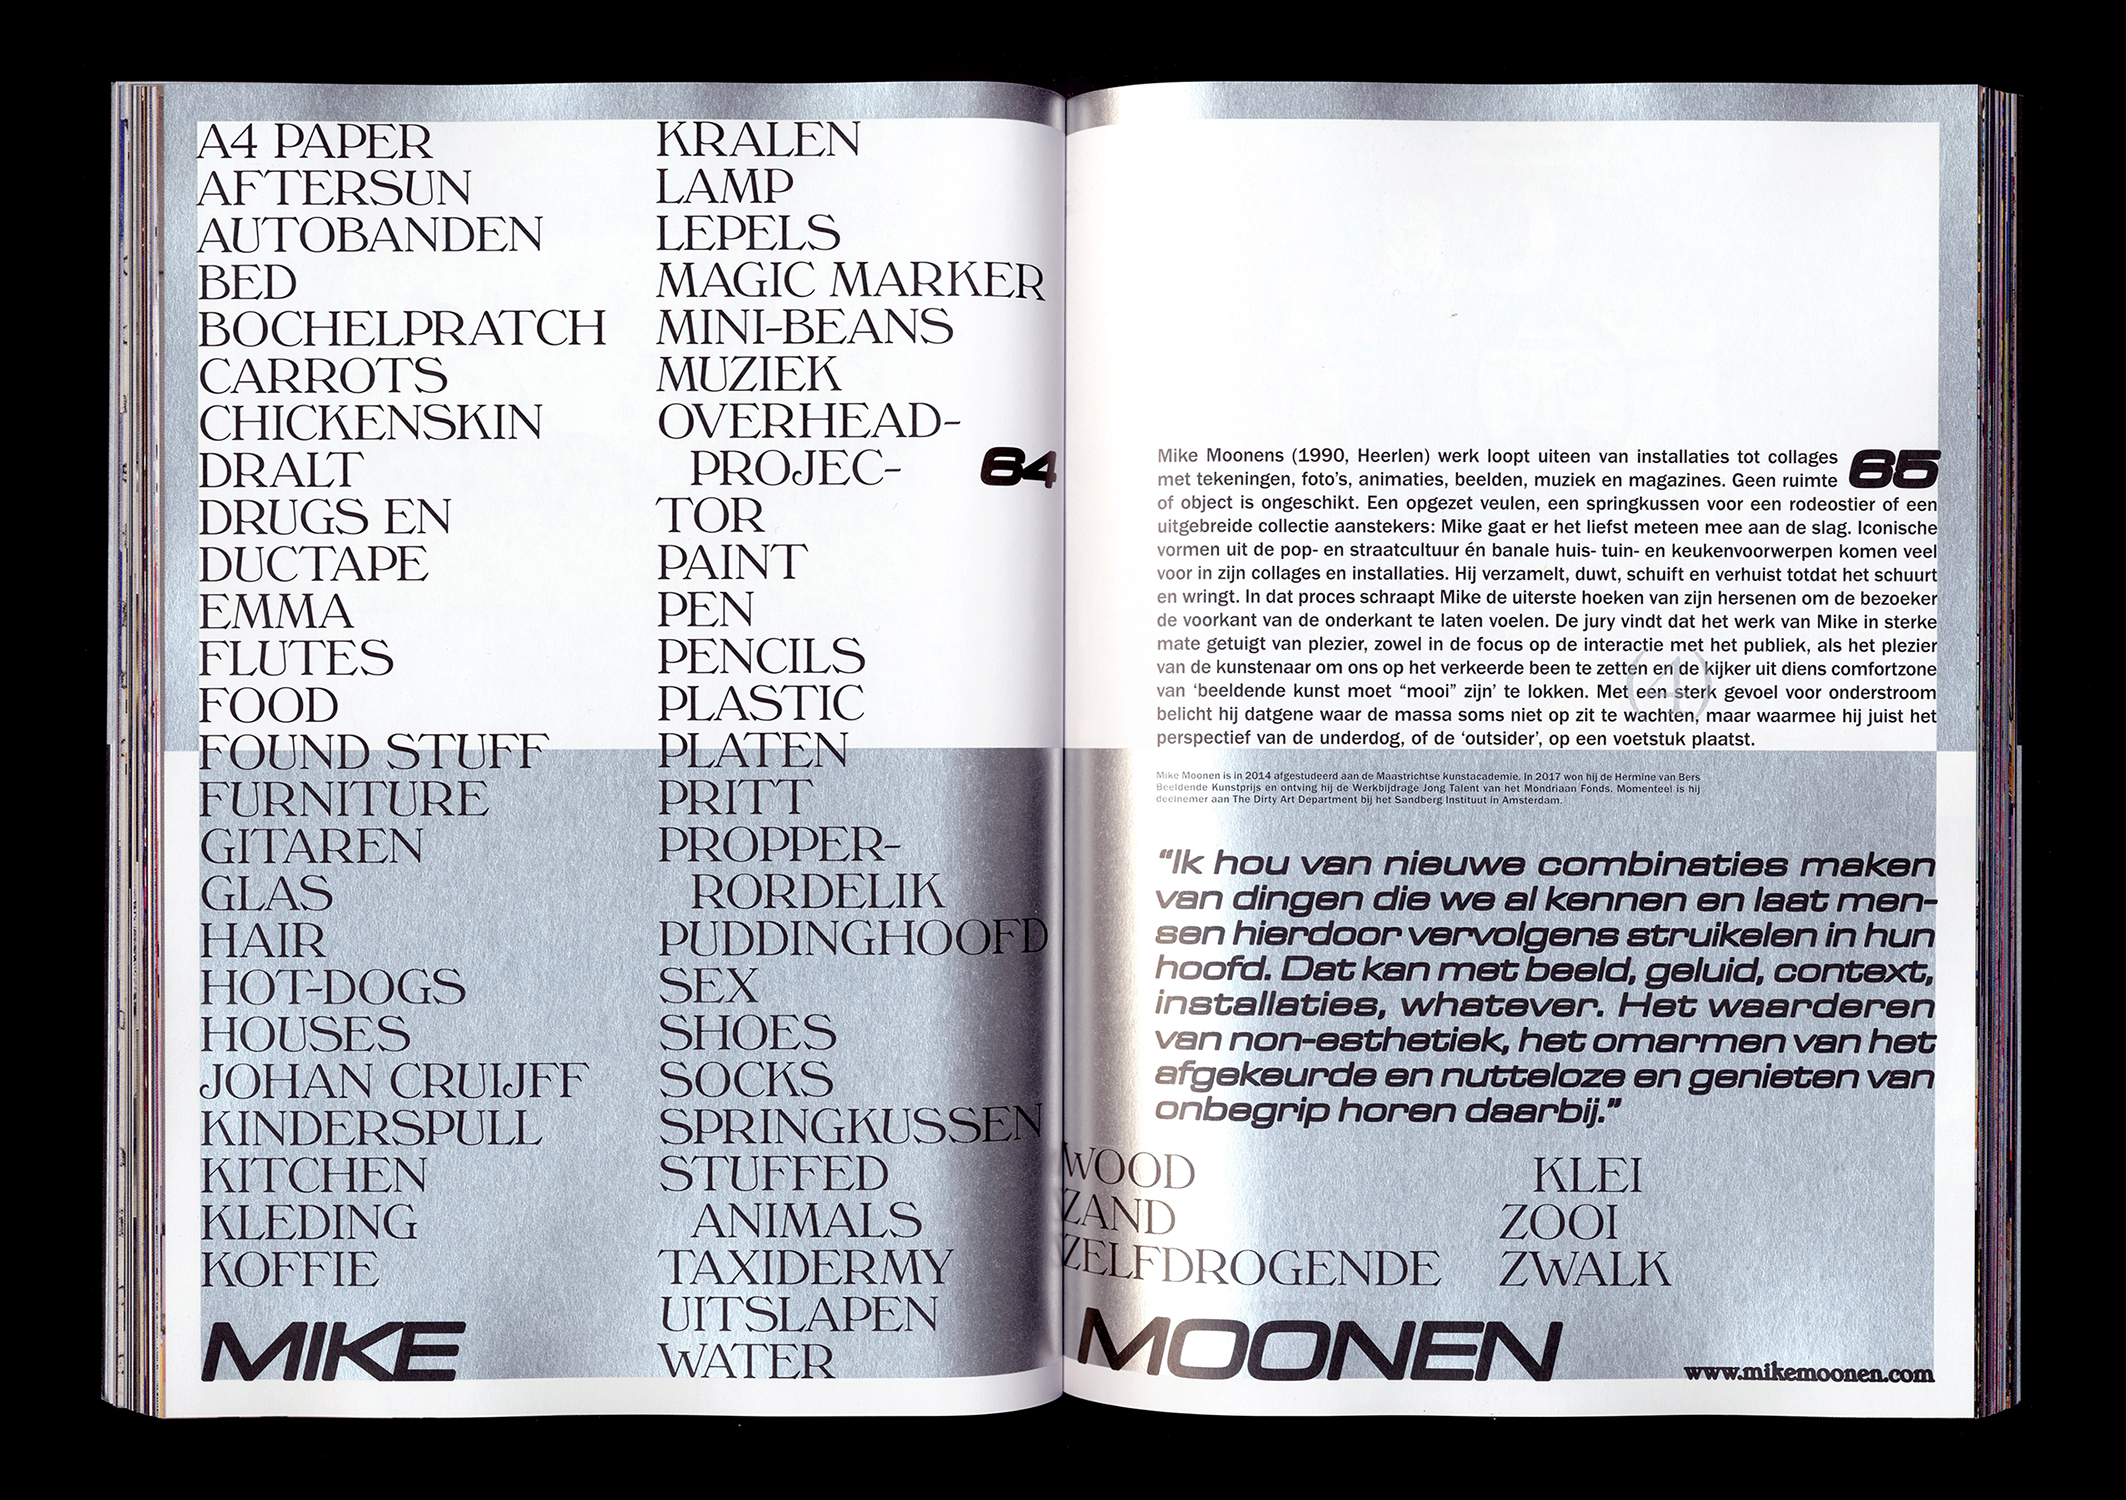 A4 PAPER
AFTERSUN
AUTOBANDEN
BED
BOCHELPRATCH
CARROTS
CHICKENSKIN
DRALT
DRUGS EN
DUCTAPE
EMMA
FLUTES
FOOD
FOUND STUFF
FURNITURE
GITAREN
GLAS
HAIR
HOT-DOGS
HOUSES
JOHAN CRUIJFF
KINDERSPULL
KITCHEN
KLEDING
KOFFIE
KRALEN
LAMP
LEPELS
MAGIC MARKER
MINI-BEANS
MUZIEK
OVERHEAD-
PROJEC-
TOR
PAINT
PEN
PENCILS
PLASTIC
PLATEN
PRITT
PROPPER-
RORDELIK
PUDDINGHOOFD
SEX
SHOES
SOCKS
SPRINGKUSSEN
STUFFED
ANIMALS
TAXIDERMY
UITSLAPEN
WATER
64
MIKE
Mike Moonens (1990, Heerlen) werk loopt uiteen van installaties tot collages
met tekeningen, foto's, animaties, beelden, muziek en magazines. Geen ruimte
of object is ongeschikt. Een opgezet veulen, een springkussen voor een rodeostier of een
uitgebreide collectie aanstekers: Mike gaat er het liefst meteen mee aan de slag. Iconische
vormen uit de pop- en straatcultuur én banale huis- tuin- en keukenvoorwerpen komen veel
voor in zijn collages en installaties. Hij verzamelt, duwt, schuift en verhuist totdat het schuurt
en wringt. In dat proces schraapt Mike de uiterste hoeken van zijn hersenen om de bezoeker
de voorkant van de onderkant te laten voelen. De jury vindt dat het werk van Mike in sterke
mate getuigt van plezier, zowel in de focus op de interactie met het publiek, als het plezier
van de kunstenaar om ons op het verkeerde been te zetten en de kijker uit diens comfortzone
van ‘beeldende kunst moet “mooi” zijn’ te lokken. Met een sterk gevoel voor onderstroom
belicht hij datgene waar de massa soms niet op zit te wachten, maar waarmee hij juist het
perspectief van de underdog, of de ‘outsider’, op een voetstuk plaatst.
65
4
Mike Moonen is in 2014 afgestudeerd aan de Maastrichtse kunstacademie. In 2017 won hij de Hermine van Bers
Beeldende Kunstprijs en ontving hij de Werkbijdrage Jong Talent van het Mondriaan Fonds. Momenteel is hij
deelnemer aan The Dirty Art Department bij het Sandberg Instituut in Amsterdam.
“Ik hou van nieuwe combinaties maken
van dingen die we al kennen en laat men-
sen hierdoor vervolgens struikelen in hun
hoofd. Dat kan met beeld, geluid, context,
installaties, whatever. Het waarderen
van non-esthetiek, het omarmen van het
afgekeurde en nutteloze en genieten van
onbegrip horen daarbij.”
WOOD
ZAND
ZELFDROGENDE
KLEI
ZOOI
ZWALK
MOONEN
www.mikemoonen.com